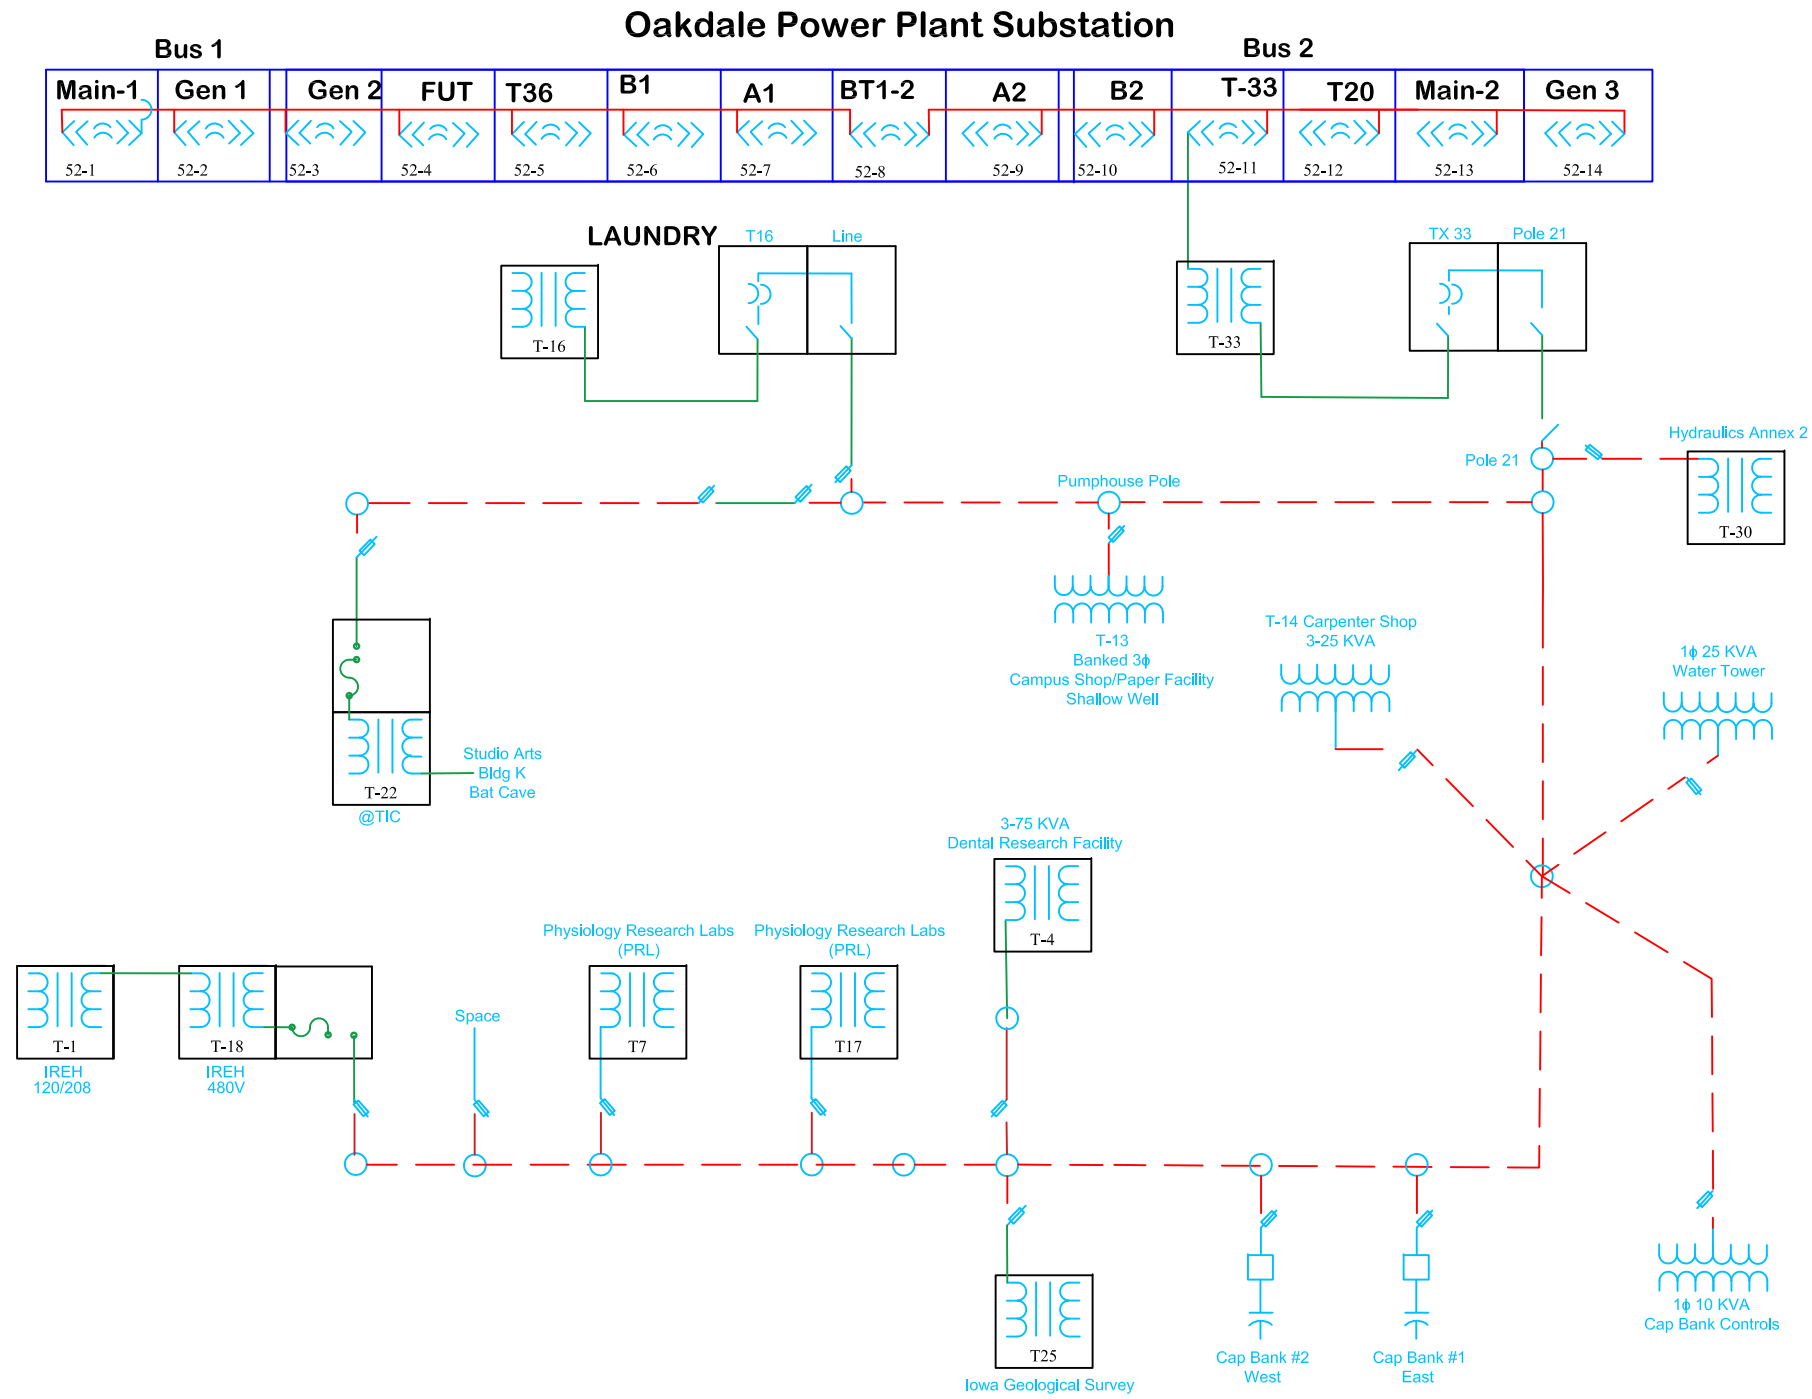 Oakdale Power Plant Substation
Bus 1
Bus 2
Main-1
Gen 1
Gen 2
FUT
T36
B1
A1
BT1-2
A2
B2
T-33
T20
Main-2
Gen 3
52-1
52-2
52-3
52-4
52-5
52-6
52-7
52-8
52-9
52-10
52-11
52-12
52-13
52-14
LAUNDRY
T16
Line
TX 33
Pole 21
T-16
T-33
Hydraulics Annex 2
Pole 21
Pumphouse Pole
T-30
T-13
Banked 3ϕ
Campus Shop/Paper Facility
Shallow Well
T-14 Carpenter Shop
3-25 KVA
1ϕ 25 KVA
Water Tower
Studio Arts
Bldg K
Bat Cave
T-22
@TIC
3-75 KVA
Dental Research Facility
T-4
Physiology Research Labs
(PRL)
Physiology Research Labs
(PRL)
Space
T-1
T-18
T7
T17
IREH
120/208
IREH
480V
T25
Iowa Geological Survey
Cap Bank #2
West
Cap Bank #1
East
1ϕ 10 KVA
Cap Bank Controls